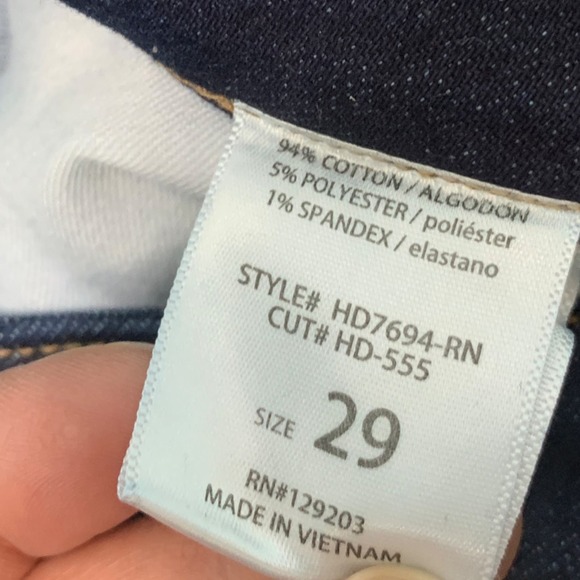 94% COTTON / ALGODON
5% POLYESTER / poliéster
1% SPANDEX / elastano
STYLE# HD7694-RN
CUT# HD-555
SIZE 29
RN#129203
MADE IN VIETNAM